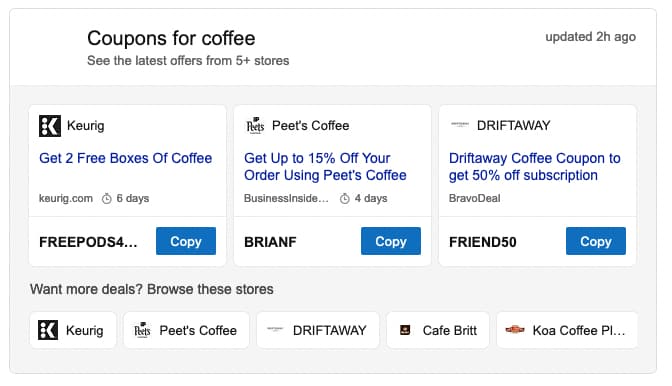 Coupons for coffee
updated 2h ago
See the latest offers from 5+ stores
Keurig
Get 2 Free Boxes Of Coffee
keurig.com 6 days
FREEPODS4...
Copy
Peets
Peet's Coffee
Get Up to 15% Off Your
Order Using Peet's Coffee
BusinessInside... 4 days
BRIANF
Copy
DRIFTAWAY
Driftaway Coffee Coupon to
get 50% off subscription
BravoDeal
FRIEND50
Copy
Want more deals? Browse these stores
Keurig
Peets
Peet's Coffee
DRIFTAWAY
Cafe Britt
Koa Coffee Pl...